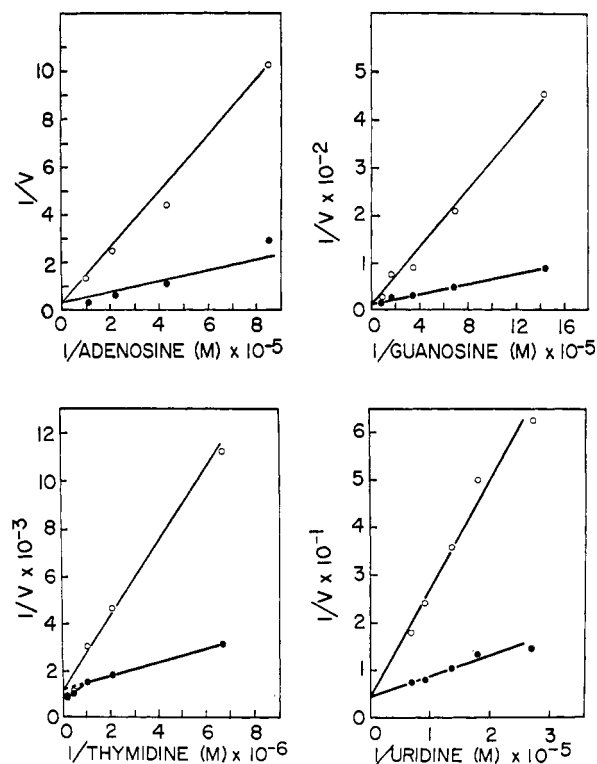 10
8
6
4
2
0
1/V
0 2 4 6 8
1/ADENOSINE (M) x 10⁻⁵
5
4
3
2
1
0
1/V x 10⁻²
0 4 8 12 16
1/GUANOSINE (M) x 10⁻⁵
12
10
8
6
4
2
0
1/V x 10⁻³
0 2 4 6 8
1/THYMIDINE (M) x 10⁻⁶
6
5
4
3
2
1
0
1/V x 10⁻¹
0 1 2 3
1/URIDINE (M) x 10⁻⁵